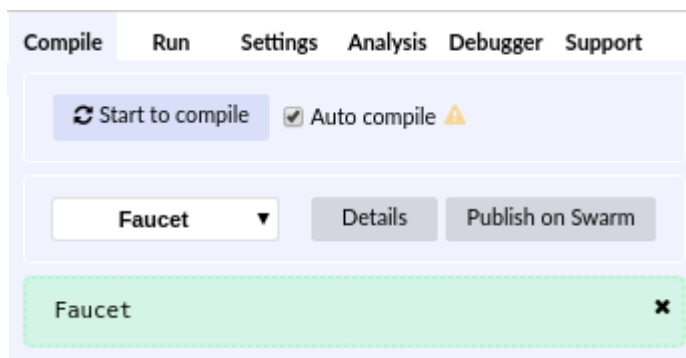 Compile Run Settings Analysis Debugger Support
Start to compile Auto compile
Faucet Details Publish on Swarm
Faucet